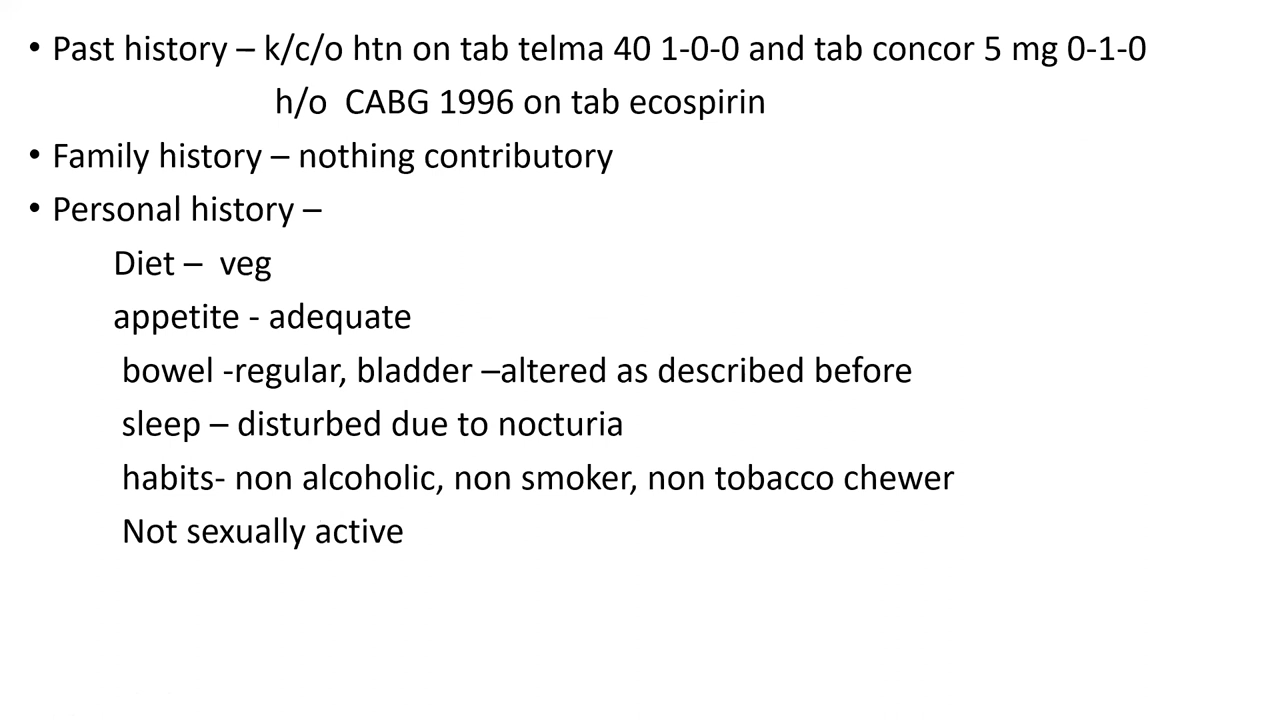 • Past history – k/c/o htn on tab telma 40 1-0-0 and tab concor 5 mg 0-1-0
h/o CABG 1996 on tab ecospirin
• Family history – nothing contributory
• Personal history –
Diet – veg
appetite - adequate
bowel -regular, bladder –altered as described before
sleep – disturbed due to nocturia
habits- non alcoholic, non smoker, non tobacco chewer
Not sexually active